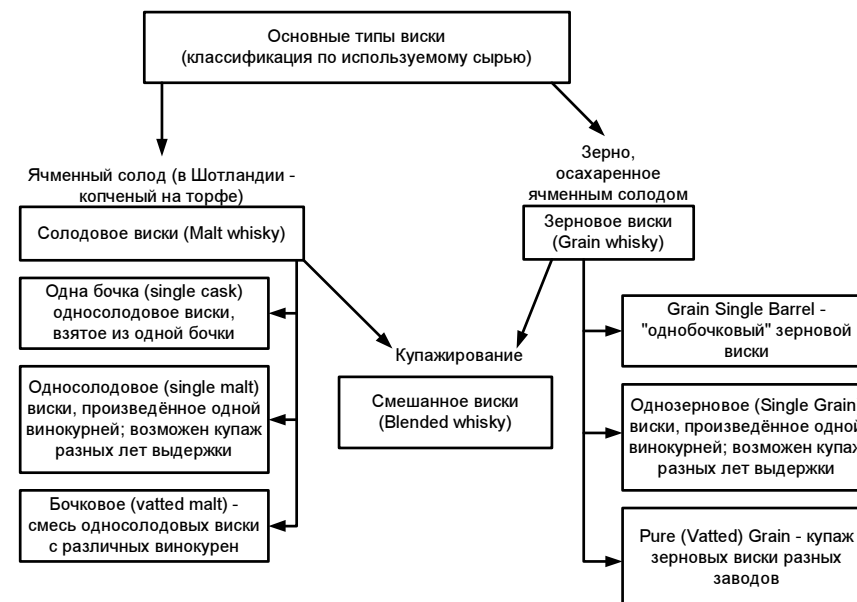 Основные типы виски
(классификация по используемому сырью)
Ячменный солод (в Шотландии -
копченый на торфе)
Солодовое виски (Malt whisky)
Одна бочка (single cask)
односолодовое виски,
взятое из одной бочки
Односолодовое (single malt)
виски, произведённое одной
винокурней; возможен купаж
разных лет выдержки
Бочковое (vatted malt) -
смесь односолодовых виски
с различных винокурен
Купажирование
Смешанное виски
(Blended whisky)
Зерно,
осахаренное
ячменным солодом
Зерновое виски
(Grain whisky)
Grain Single Barrel -
"однобочковый" зерновой
виски
Однозерновое (Single Grain
виски, произведённое одной
винокурней; возможен купаж
разных лет выдержки
Pure (Vatted) Grain - купаж
зерновых виски разных
заводов